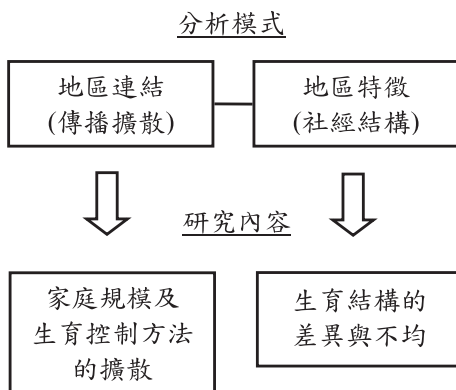 分析模式
地區連結
(傳播擴散)
地區特徵
(社經結構)
研究內容
家庭規模及
生育控制方法
的擴散
生育結構的
差異與不均